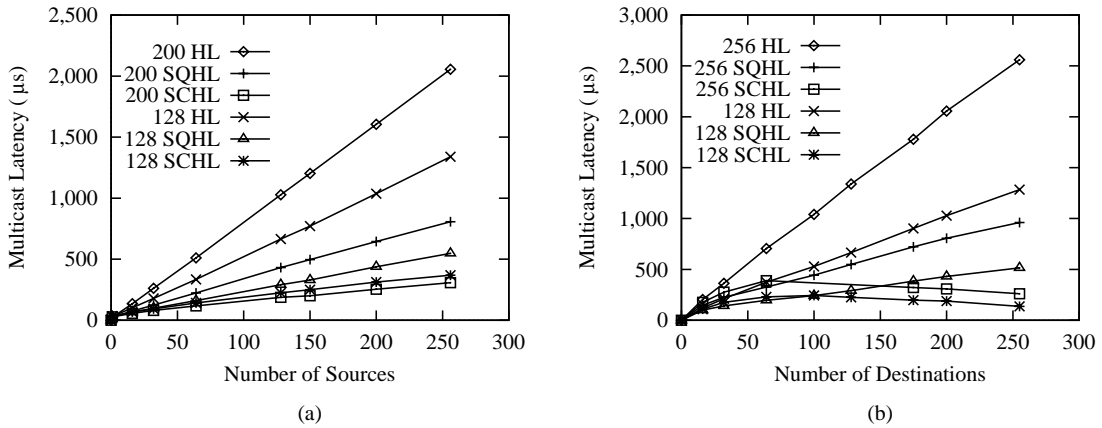 2,500
2,000
1,500
1,000
500
0
0 50 100 150 200 250 300
Multicast Latency ( μs)
Number of Sources
200 HL
200 SQHL
200 SCHL
128 HL
128 SQHL
128 SCHL
(a)
3,000
2,500
2,000
1,500
1,000
500
0
0 50 100 150 200 250 300
Multicast Latency ( μs)
Number of Destinations
256 HL
256 SQHL
256 SCHL
128 HL
128 SQHL
128 SCHL
(b)